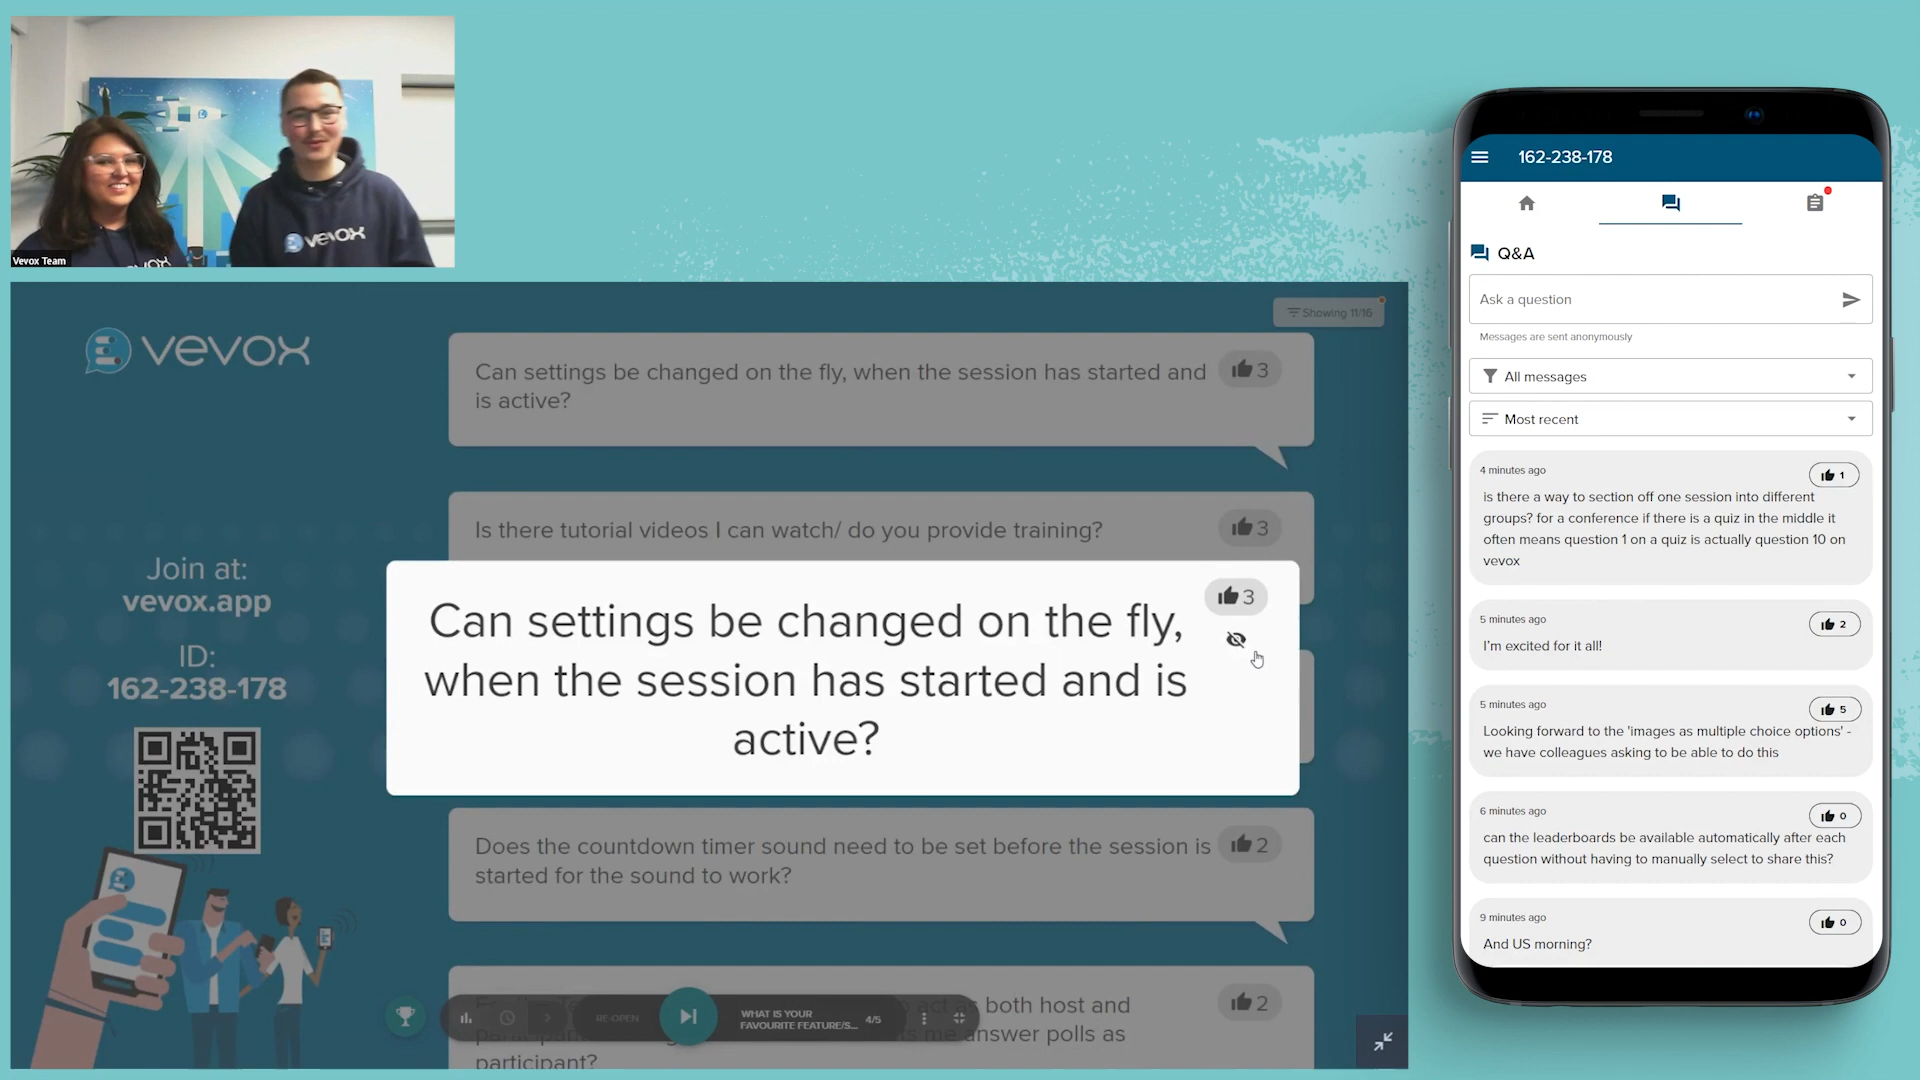 vevox
vox
Vevox Team
vevox
Join at:
vevox.app
ID:
162-238-178
Showing 11/16
Can settings be changed on the fly, when the session has started and
is active?
3
Is there tutorial videos I can watch/ do you provide training?
3
Can settings be changed on the fly,
when the session has started and is
active?
3
Does the countdown timer sound need to be set before the session is
started for the sound to work?
2
act as both host and
me answer polls as
participant?
2
RE-OPEN
WHAT IS YOUR
FAVOURITE FEATURE/S...
4/5
162-238-178
Q&A
Ask a question
Messages are sent anonymously
All messages
Most recent
4 minutes ago
1
is there a way to section off one session into different
groups? for a conference if there is a quiz in the middle it
often means question 1 on a quiz is actually question 10 on
vevox
5 minutes ago
2
I'm excited for it all!
5 minutes ago
5
Looking forward to the 'images as multiple choice options' -
we have colleagues asking to be able to do this
6 minutes ago
0
can the leaderboards be available automatically after each
question without having to manually select to share this?
9 minutes ago
0
And US morning?